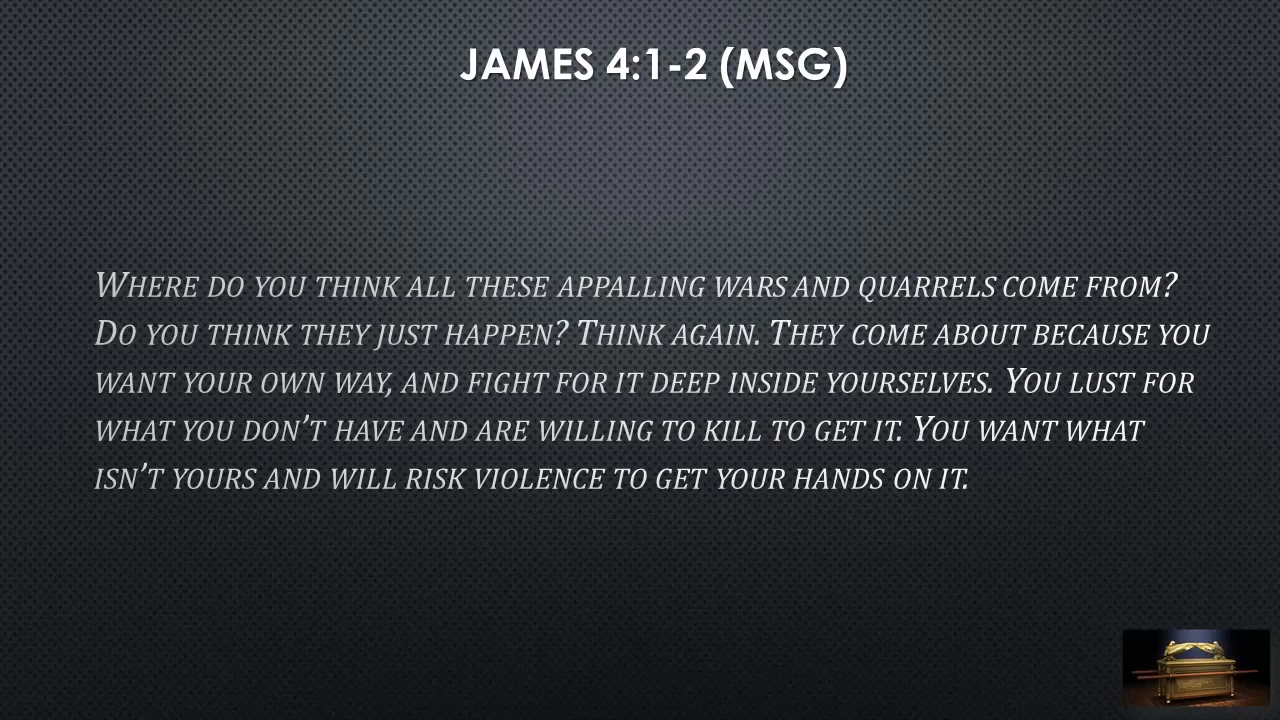 JAMES 4:1-2 (MSG)
WHERE DO YOU THINK ALL THESE APPALLING WARS AND QUARRELS COME FROM?
DO YOU THINK THEY JUST HAPPEN? THINK AGAIN. THEY COME ABOUT BECAUSE YOU
WANT YOUR OWN WAY, AND FIGHT FOR IT DEEP INSIDE YOURSELVES. YOU LUST FOR
WHAT YOU DON’T HAVE AND ARE WILLING TO KILL TO GET IT. YOU WANT WHAT
ISN’T YOURS AND WILL RISK VIOLENCE TO GET YOUR HANDS ON IT.